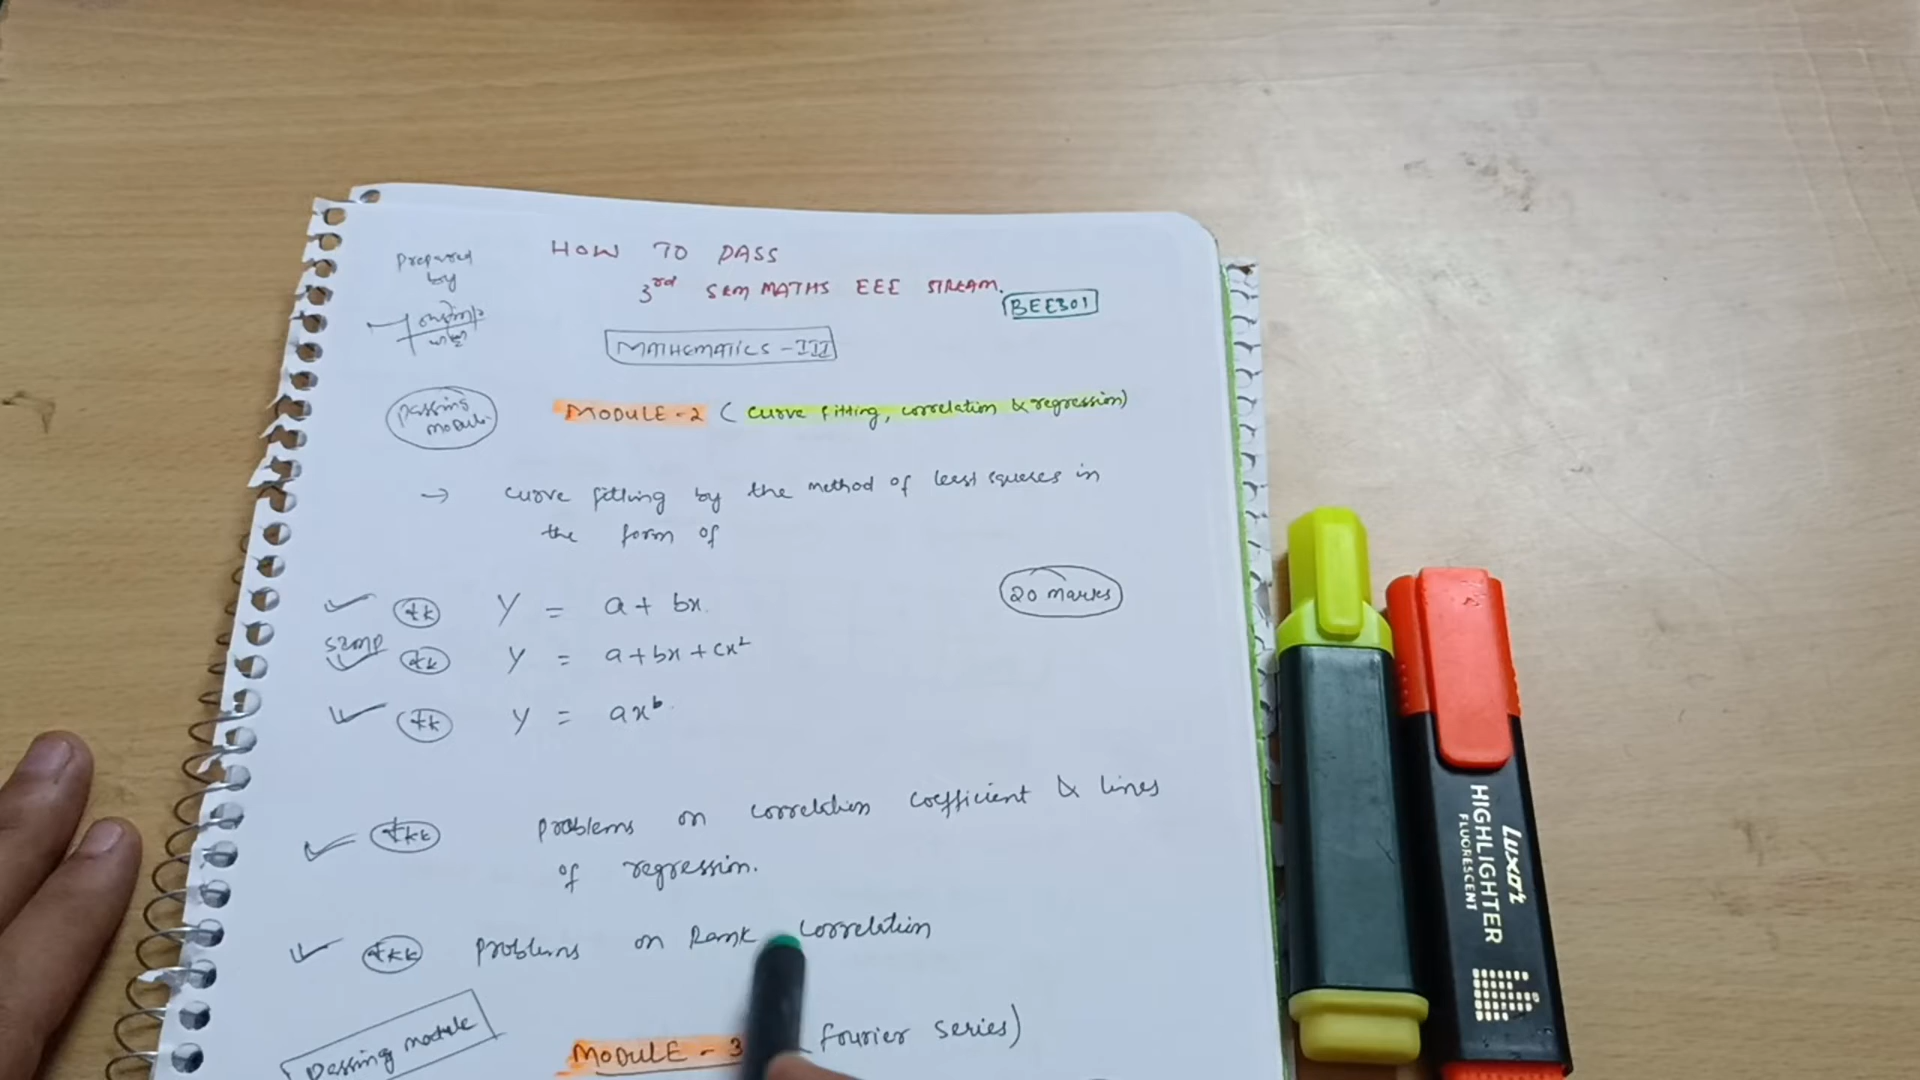 HOW TO PASS
3rd SEM MATHS EEE STREAM.
BEE301
Prepared
by
MATHEMATICS - III
passing
module
MODULE - 2 ( curve fitting, correlation & regression)
→ curve fitting by the method of least squares in
the form of
20 marks
y = a + bx.
y = a + bx + cx²
y = axᵇ.
problems on correlation coefficient & lines
of regression.
problems on Rank correlation
Passing module
MODULE - 3 Fourier series)
Luxor
HIGHLIGHTER
FLUORESCENT